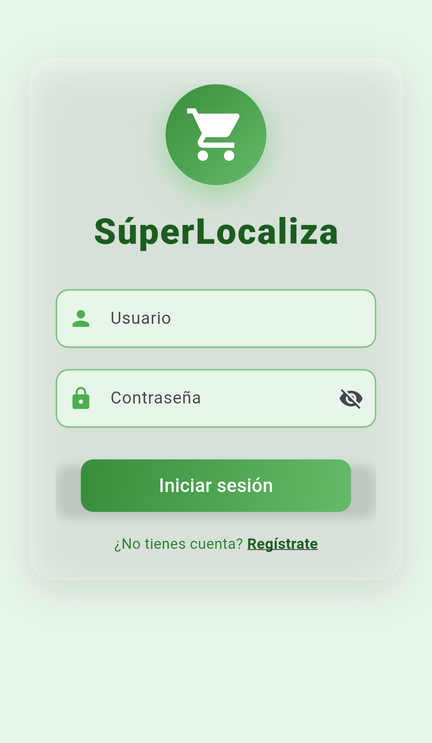 SúperLocaliza
Usuario
Contraseña
Iniciar sesión
¿No tienes cuenta? Regístrate